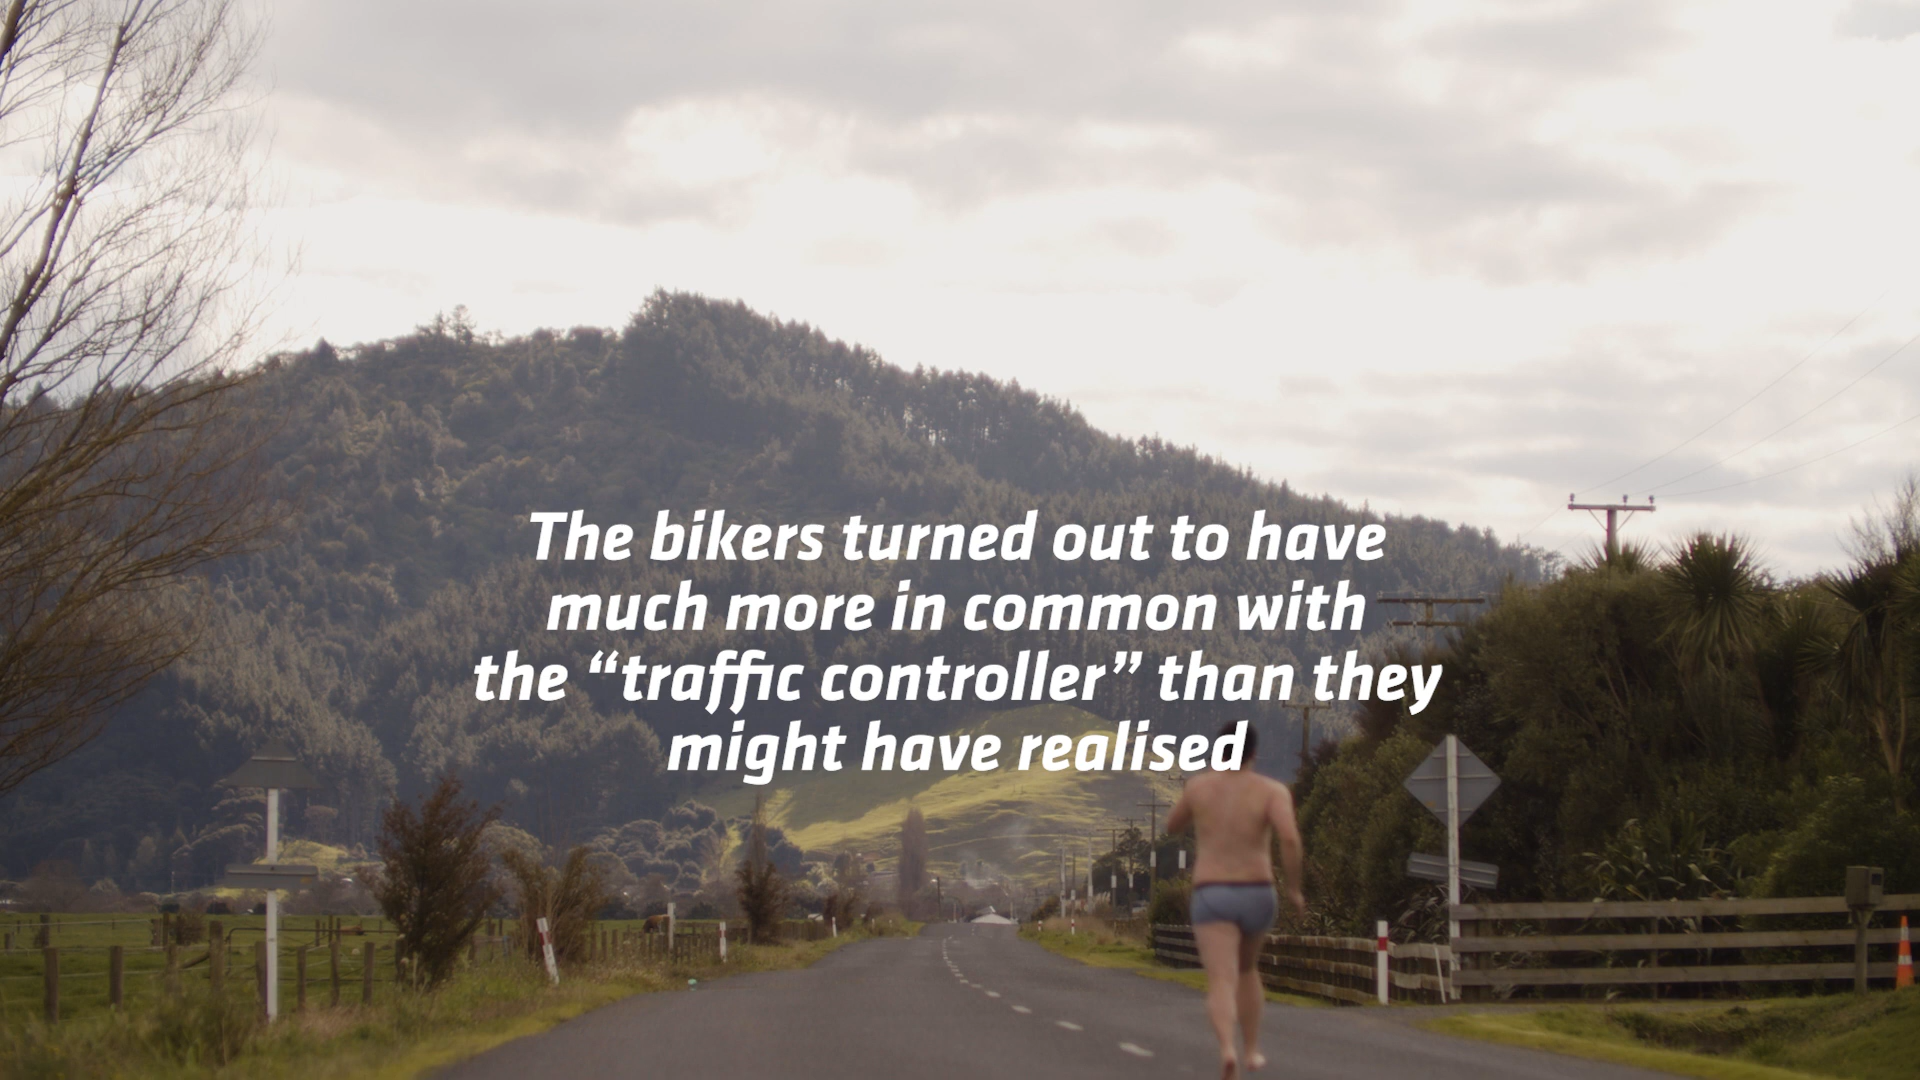 The bikers turned out to have
much more in common with
the “traffic controller” than they
might have realised